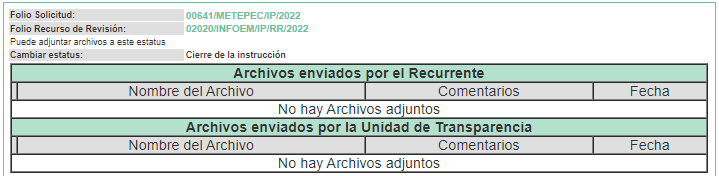 Folio Solicitud: 00641/METEPEC/IP/2022
Folio Recurso de Revisión: 02020/INFOEM/IP/RR/2022
Puede adjuntar archivos a este estatus
Cambiar estatus: Cierre de la instrucción
Archivos enviados por el Recurrente
Nombre del Archivo Comentarios Fecha
No hay Archivos adjuntos
Archivos enviados por la Unidad de Transparencia
Nombre del Archivo Comentarios Fecha
No hay Archivos adjuntos